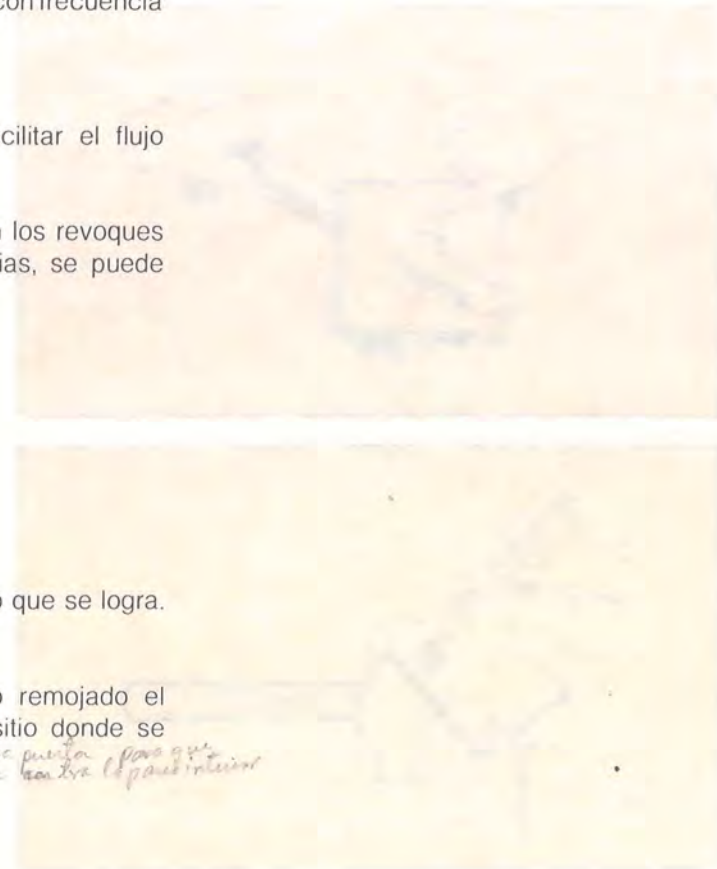 con frecuencia
cilitar el flujo
los revoques
ias, se puede
que se logra.
remojado el
sitio donde se
puerta para que
contra la pared interior